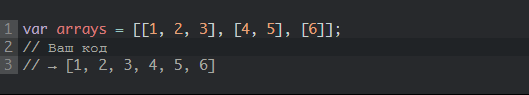 1 var arrays = [[1, 2, 3], [4, 5], [6]];
2 // Ваш код
3 // → [1, 2, 3, 4, 5, 6]